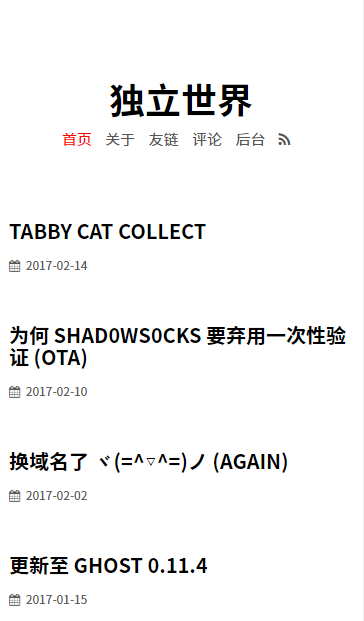 独立世界
首页 关于 友链 评论 后台
TABBY CAT COLLECT
2017-02-14
为何 SHAD0WS0CKS 要弃用一次性验
证 (OTA)
2017-02-10
换域名了 ヾ(=^▽^=)ノ (AGAIN)
2017-02-02
更新至 GHOST 0.11.4
2017-01-15